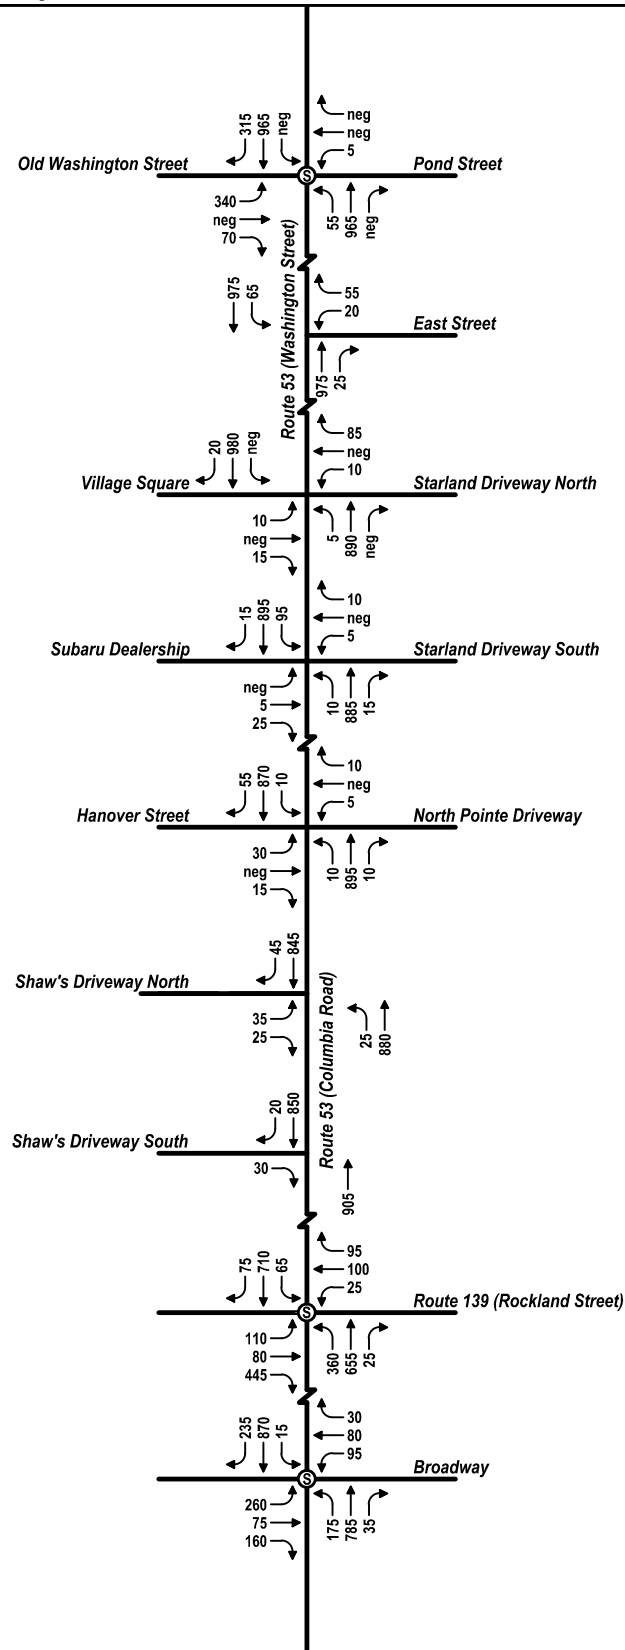 315 965 neg
neg
neg
5
Old Washington Street
Pond Street
S
340
neg
70
55 965 neg
Route 53 (Washington Street)
975 65
55
20
East Street
975 25
20 980 neg
85
neg
10
Village Square
Starland Driveway North
10
neg
15
5 890 neg
15 895 95
10
neg
5
Subaru Dealership
Starland Driveway South
neg
5
25
10 885 15
55 870 10
10
neg
5
Hanover Street
North Pointe Driveway
30
neg
15
10 895 10
45 845
Shaw's Driveway North
35
25
Route 53 (Columbia Road)
25 880
20 850
Shaw's Driveway South
30
905
75 710 65
95
100
25
Route 139 (Rockland Street)
S
110
80
445
360 655 25
235 870 15
30
80
95
Broadway
S
260
75
160
175 785 35